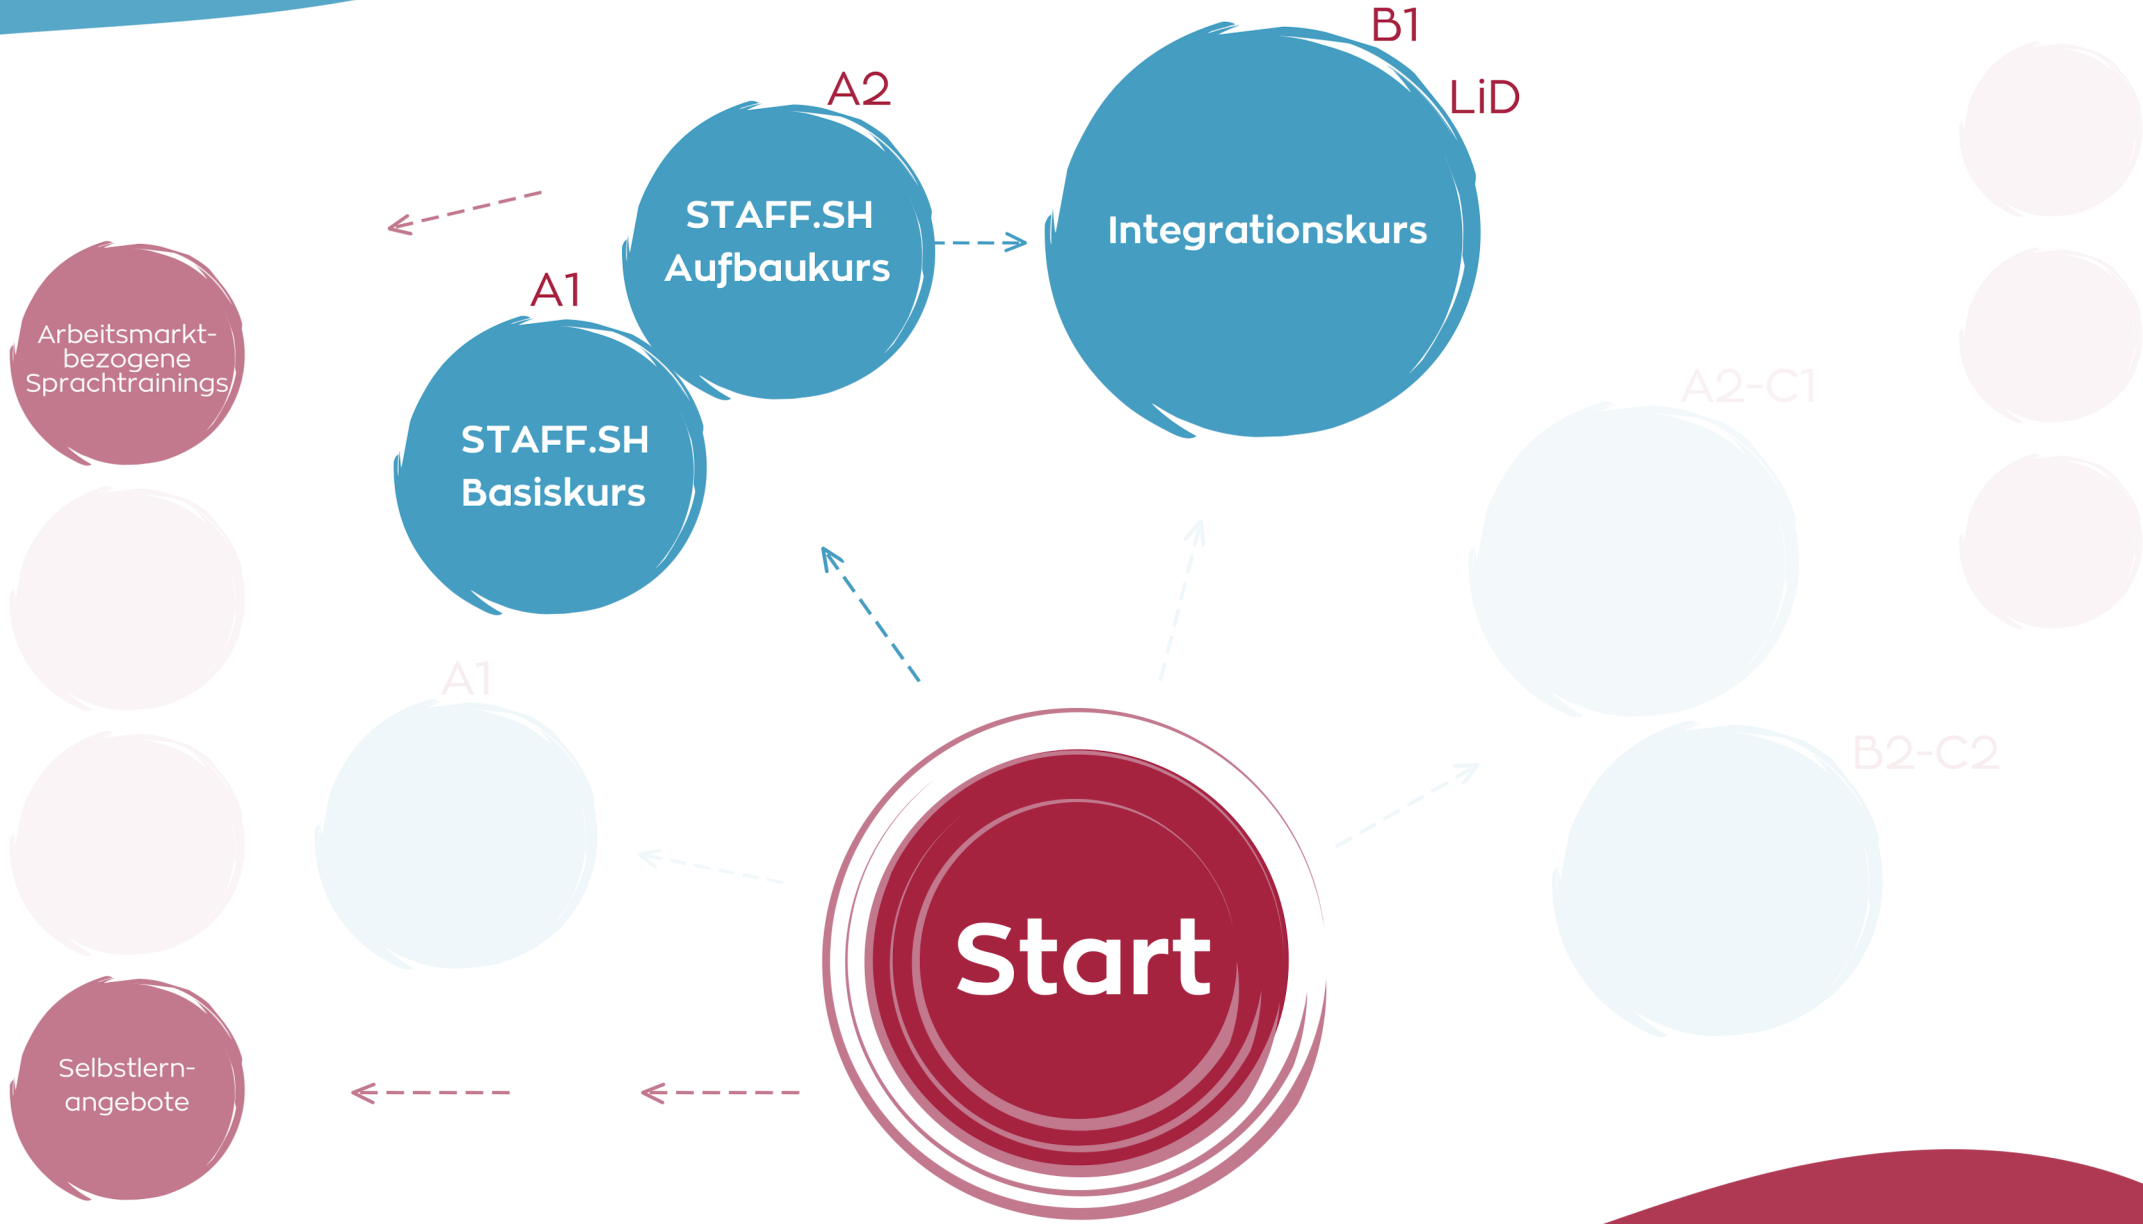 B1
LiD
A2
STAFF.SH
Aufbaukurs
Integrationskurs
A1
STAFF.SH
Basiskurs
Arbeitsmarkt-
bezogene
Sprachtrainings
A2-C1
A1
B2-C2
Start
Selbstlern-
angebote